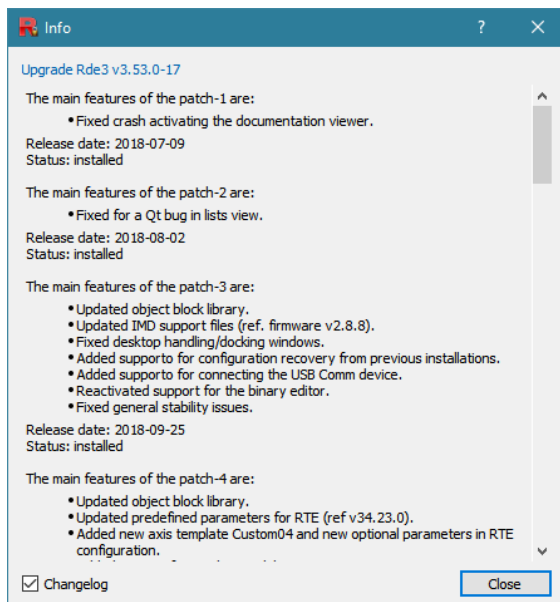 Info
?
Upgrade Rde3 v3.53.0-17
The main features of the patch-1 are:
• Fixed crash activating the documentation viewer.
Release date: 2018-07-09
Status: installed
The main features of the patch-2 are:
• Fixed for a Qt bug in lists view.
Release date: 2018-08-02
Status: installed
The main features of the patch-3 are:
• Updated object block library.
• Updated IMD support files (ref. firmware v2.8.8).
• Fixed desktop handling/docking windows.
• Added supporto for configuration recovery from previous installations.
• Added supporto for connecting the USB Comm device.
• Reactivated support for the binary editor.
• Fixed general stability issues.
Release date: 2018-09-25
Status: installed
The main features of the patch-4 are:
• Updated object block library.
• Updated predefined parameters for RTE (ref v34.23.0).
• Added new axis template Custom04 and new optional parameters in RTE
configuration.
Changelog
Close